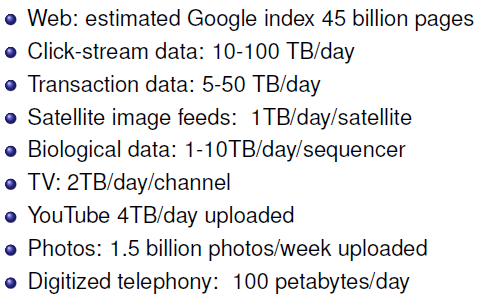 Web: estimated Google index 45 billion pages
Click-stream data: 10-100 TB/day
Transaction data: 5-50 TB/day
Satellite image feeds: 1TB/day/satellite
Biological data: 1-10TB/day/sequencer
TV: 2TB/day/channel
YouTube 4TB/day uploaded
Photos: 1.5 billion photos/week uploaded
Digitized telephony: 100 petabytes/day